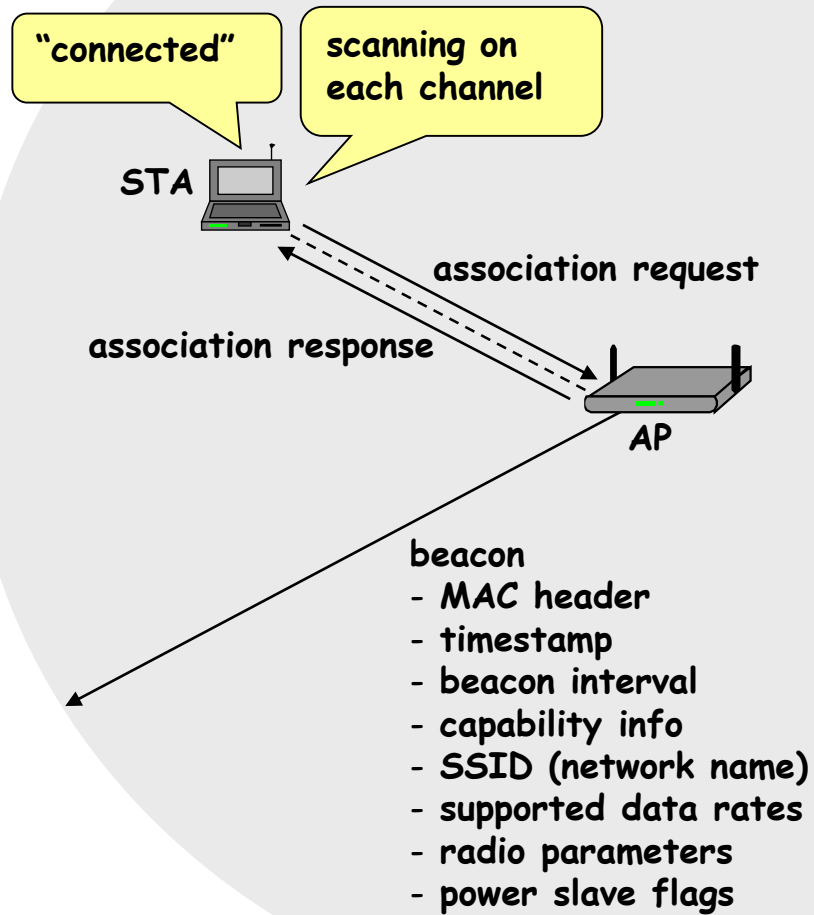 “connected”
scanning on
each channel
STA
association request
association response
AP
beacon
- MAC header
- timestamp
- beacon interval
- capability info
- SSID (network name)
- supported data rates
- radio parameters
- power slave flags